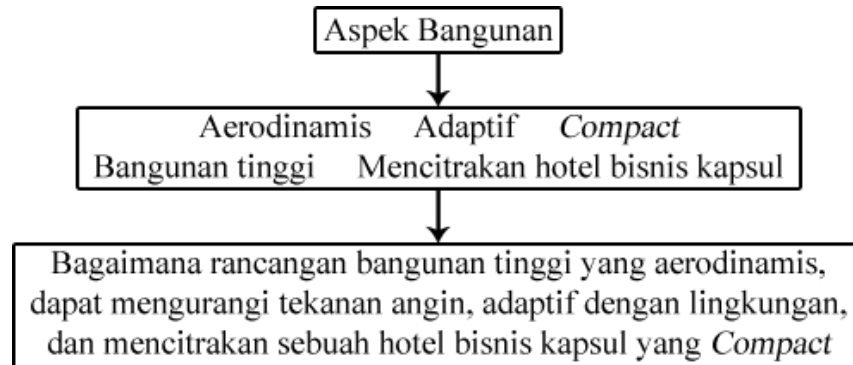 Aspek Bangunan
Aerodinamis Adaptif Compact
Bangunan tinggi Mencitrakan hotel bisnis kapsul
Bagaimana rancangan bangunan tinggi yang aerodinamis,
dapat mengurangi tekanan angin, adaptif dengan lingkungan,
dan mencitrakan sebuah hotel bisnis kapsul yang Compact